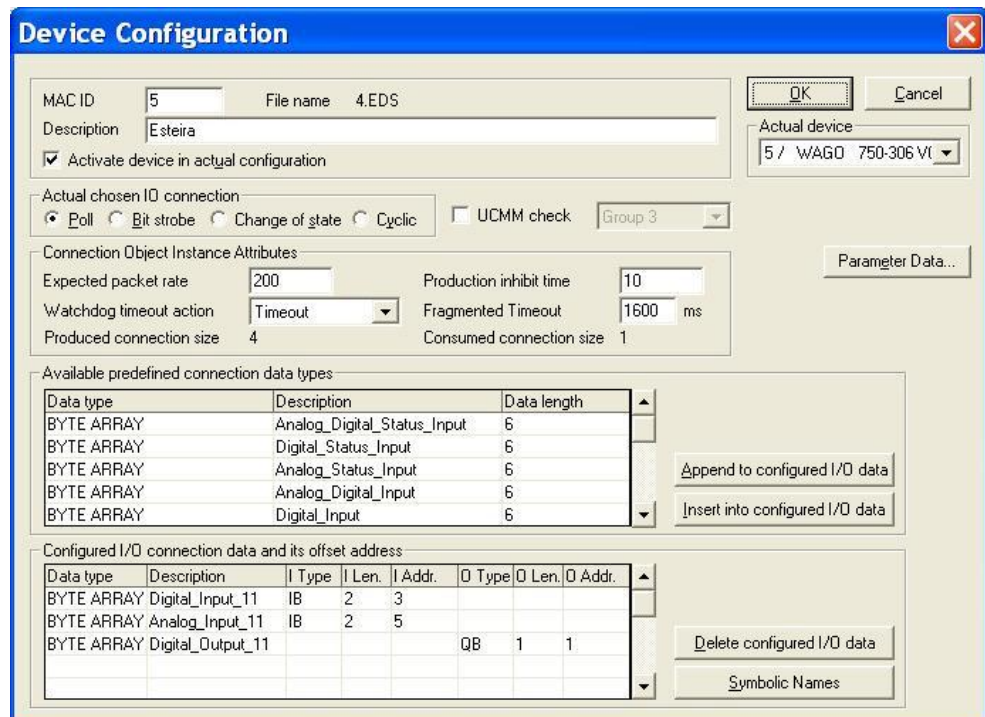 Device Configuration
MAC ID 5 File name 4.EDS
OK Cancel
Description Esteira
Actual device
5 / WAGO 750-306 V(
Activate device in actual configuration
Actual chosen IO connection
Poll Bit strobe Change of state Cyclic
UCMM check Group 3
Connection Object Instance Attributes
Parameter Data...
Expected packet rate 200 Production inhibit time 10
Watchdog timeout action Timeout Fragmented Timeout 1600 ms
Produced connection size 4 Consumed connection size 1
Available predefined connection data types
Data type Description Data length
BYTE ARRAY Analog_Digital_Status_Input 6
BYTE ARRAY Digital_Status_Input 6
BYTE ARRAY Analog_Status_Input 6
BYTE ARRAY Analog_Digital_Input 6
BYTE ARRAY Digital_Input 6
Append to configured I/O data
Insert into configured I/O data
Configured I/O connection data and its offset address
Data type Description I Type I Len. I Addr. O Type O Len. O Addr.
BYTE ARRAY Digital_Input_11 IB 2 3
BYTE ARRAY Analog_Input_11 IB 2 5
BYTE ARRAY Digital_Output_11 QB 1 1
Delete configured I/O data
Symbolic Names